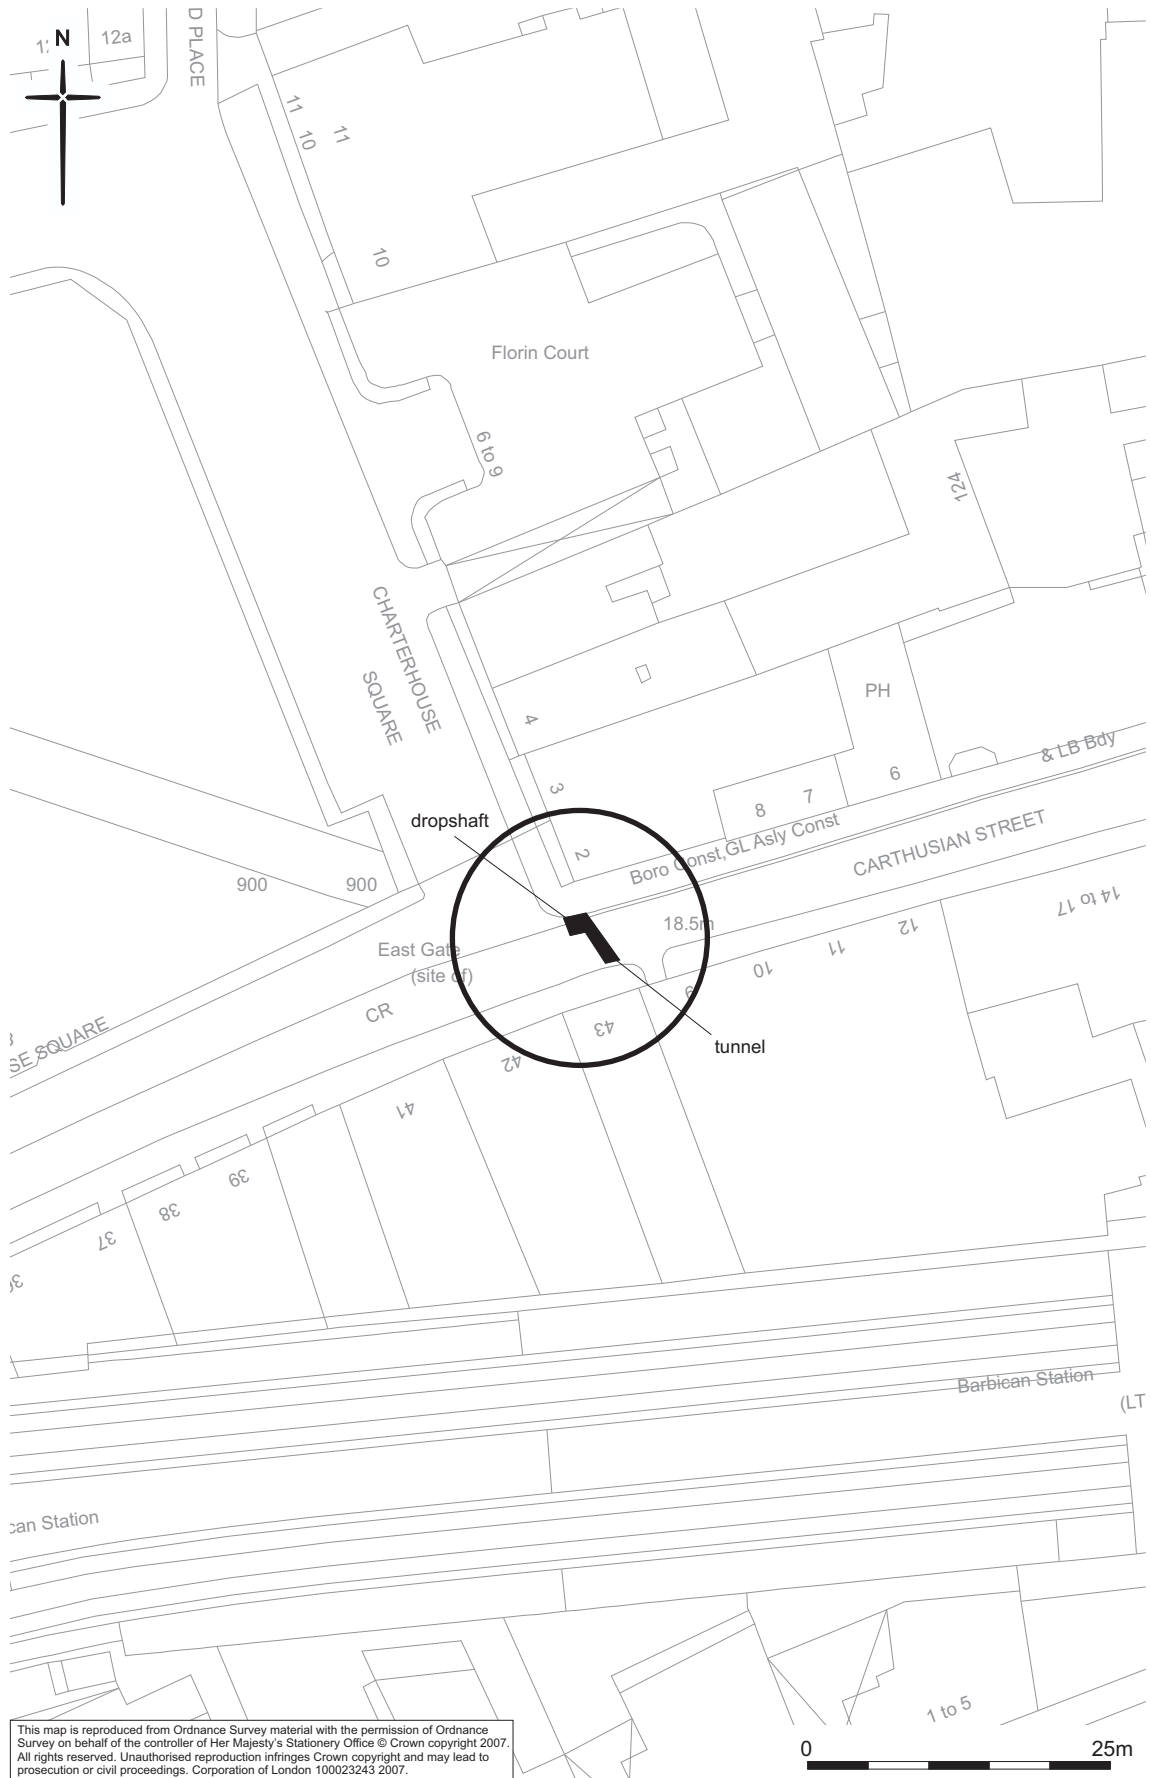 N
12a
D PLACE
11
10
11
10
Florin Court
6 to 9
124
CHARTERHOUSE
SQUARE
4
PH
& LB Bdy
3
6
7
8
dropshaft
2
Boro Const,GL Asly Const
CARTHUSIAN STREET
900
900
14 to 17
18.5m
12
11
10
9
East Gate
(site of)
CR
43
42
tunnel
SE SQUARE
41
39
38
37
Barbican Station
(LT
can Station
1 to 5
This map is reproduced from Ordnance Survey material with the permission of Ordnance
Survey on behalf of the controller of Her Majesty's Stationery Office © Crown copyright 2007.
All rights reserved. Unauthorised reproduction infringes Crown copyright and may lead to
prosecution or civil proceedings. Corporation of London 100023243 2007.
0
25m